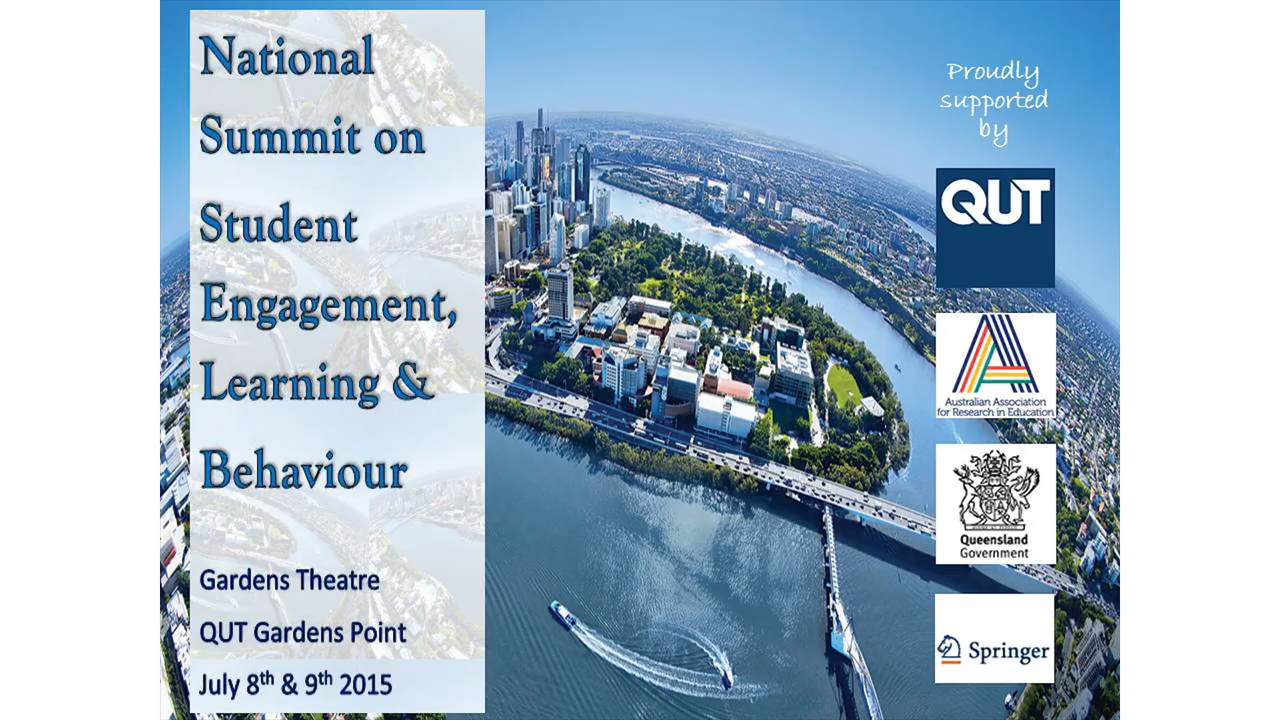 National
Summit on
Student
Engagement,
Learning &
Behaviour
Gardens Theatre
QUT Gardens Point
July 8th & 9th 2015
Proudly
supported
by
QUT
Australian Association
for Research in Education
Queensland
Government
Springer